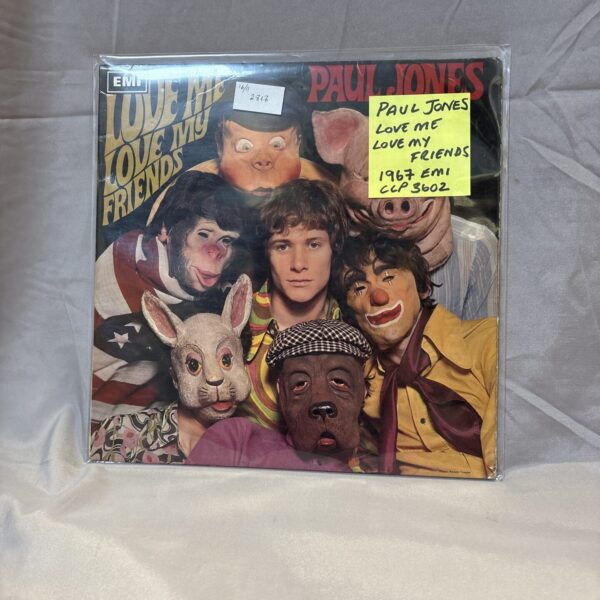 EMI
LOVE ME
LOVE MY
FRIENDS
PAUL JONES
2313
PAUL JONES
LOVE ME
LOVE MY
FRIENDS
1967 EMI
CLP 3602